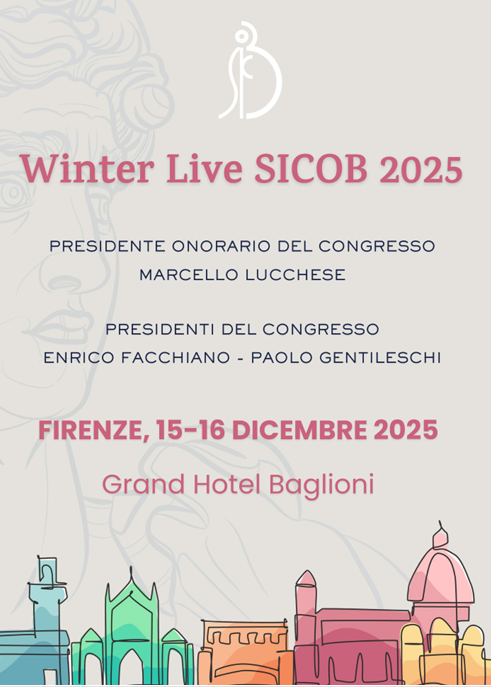 Winter Live SICOB 2025
PRESIDENTE ONORARIO DEL CONGRESSO
MARCELLO LUCCHESE
PRESIDENTI DEL CONGRESSO
ENRICO FACCHIANO - PAOLO GENTILESCHI
FIRENZE, 15-16 DICEMBRE 2025
Grand Hotel Baglioni